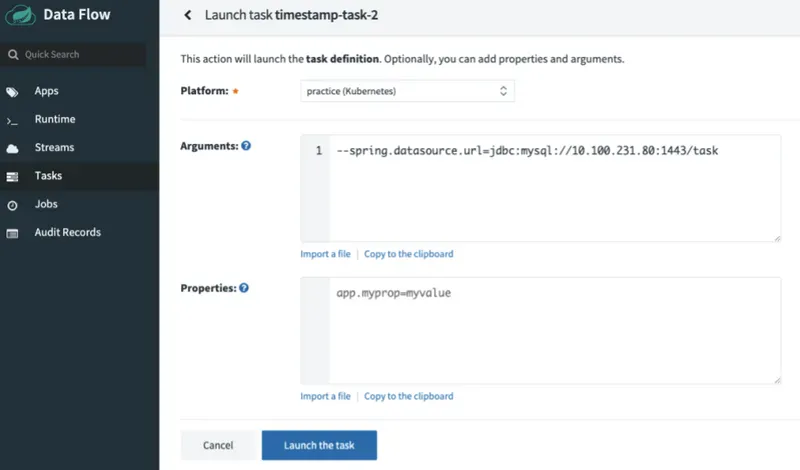 Data Flow
Quick Search
Apps
Runtime
Streams
Tasks
Jobs
Audit Records
Launch task timestamp-task-2
This action will launch the task definition. Optionally, you can add properties and arguments.
Platform: practice (Kubernetes)
Arguments: ? 1 --spring.datasource.url=jdbc:mysql://10.100.231.80:1443/task
Import a file | Copy to the clipboard
Properties: ? app.myprop=myvalue
Import a file | Copy to the clipboard
Cancel Launch the task